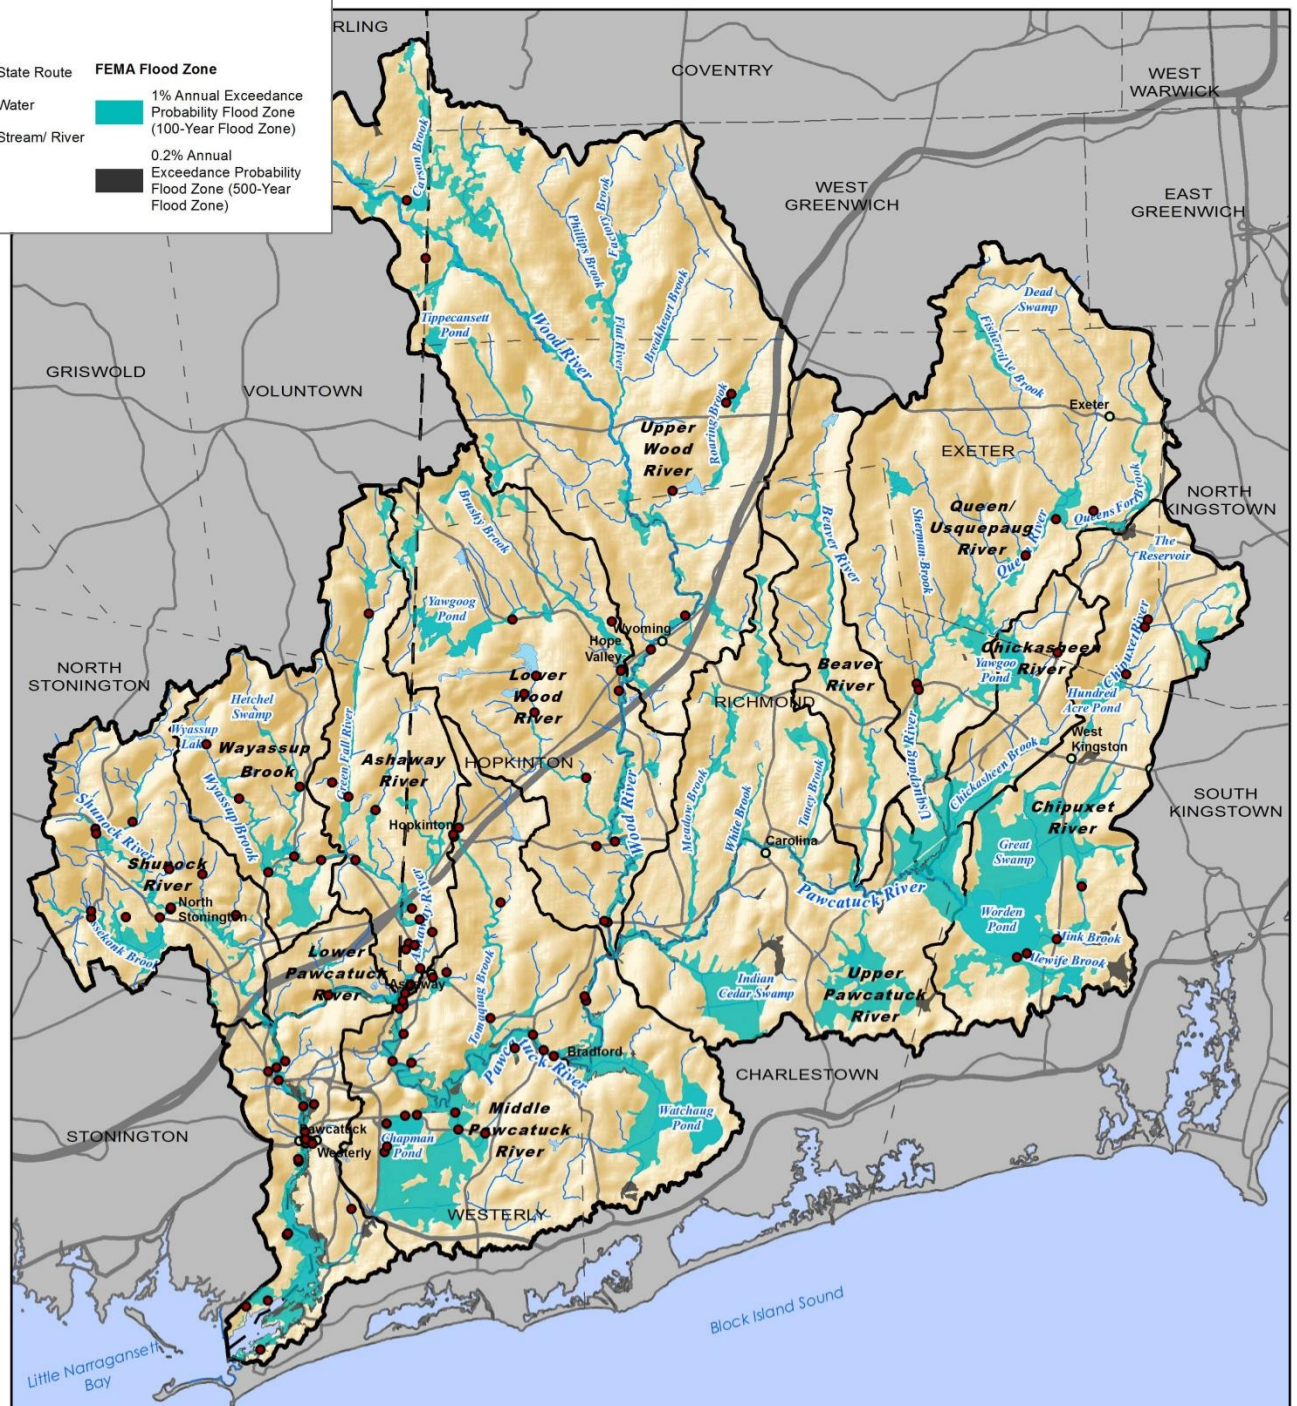 RLING
State Route
Water
Stream/ River
FEMA Flood Zone
1% Annual Exceedance
Probability Flood Zone
(100-Year Flood Zone)
0.2% Annual
Exceedance Probability
Flood Zone (500-Year
Flood Zone)
COVENTRY
WEST
WARWICK
WEST
GREENWICH
EAST
GREENWICH
Carson Brook
Phillips Brook
Factory Brook
Breakheart Brook
Flat River
Wood River
Tippecansett
Pond
Dead
Swamp
Fisherville Brook
GRISWOLD
VOLUNTOWN
Exeter
EXETER
Roaring Brook
Upper
Wood
River
NORTH
KINGSTOWN
Queen/
Usquepaug
River
Queens Fort Brook
Queen River
The
Reservoir
Brushy Brook
Beaver River
Sherman Brook
Yawgoog
Pond
Wyoming
Hope
Valley
Chickasheen
River
Yawgoo
Pond
Chipuxet River
Hundred
Acre Pond
Beaver
River
RICHMOND
Lower
Wood
River
NORTH
STONINGTON
Hetchel
Swamp
Wyassup
Lake
Wayassup
Brook
Green Fall River
Ashaway
River
HOPKINTON
West
Kingston
Usquepaug River
Chickasheen Brook
SOUTH
KINGSTOWN
Chipuxet
River
Wyassup Brook
Shunock River
Shunock
River
Hopkinton
Wood River
Meadow Brook
White Brook
Taney Brook
Carolina
Great
Swamp
Pawcatuck River
North
Stonington
Ashaway River
Worden
Pond
Mink Brook
Lower
Pawcatuck
River
Ashaway
Tomaquag Brook
Indian
Cedar Swamp
Upper
Pawcatuck
River
Bradford
Pawcatuck River
CHARLESTOWN
STONINGTON
Pawcatuck
Westerly
Chapman
Pond
Middle
Pawcatuck
River
Watchaug
Pond
WESTERLY
Block Island Sound
Little Narragansett
Bay